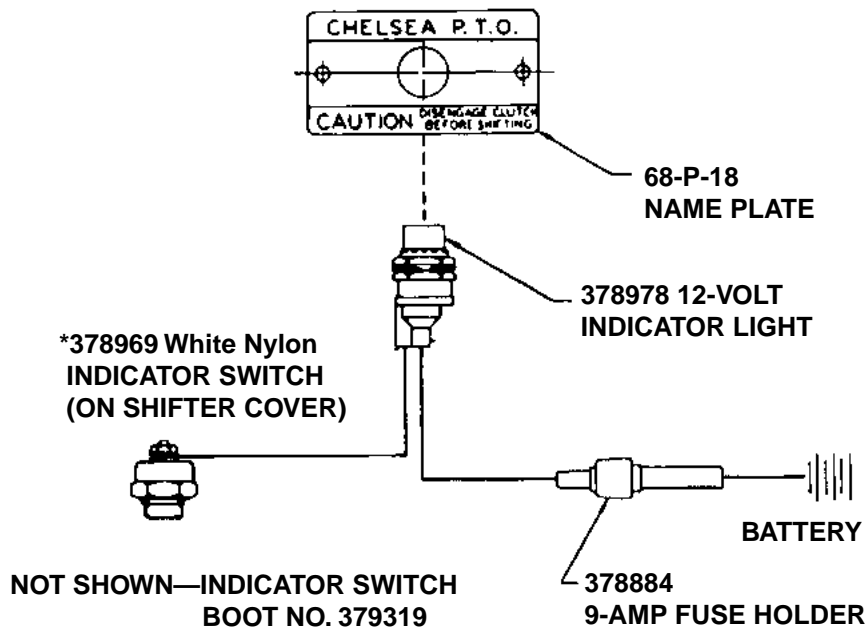 CHELSEA P.T.O.
CAUTION DISENGAGE CLUTCH
BEFORE SHIFTING
68-P-18
NAME PLATE
378978 12-VOLT
INDICATOR LIGHT
*378969 White Nylon
INDICATOR SWITCH
(ON SHIFTER COVER)
BATTERY
NOT SHOWN—INDICATOR SWITCH
BOOT NO. 379319
378884
9-AMP FUSE HOLDER